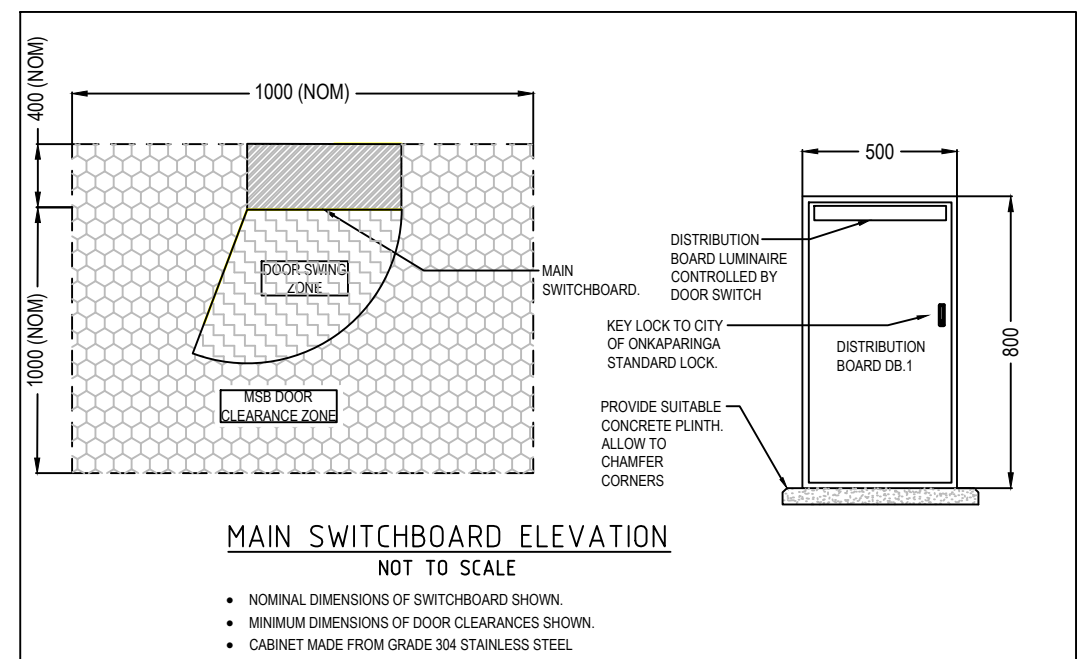 400 (NOM)
1000 (NOM)
1000 (NOM)
DOOR SWING
ZONE
MAIN
SWITCHBOARD.
MSB DOOR
CLEARANCE ZONE
500
800
DISTRIBUTION
BOARD LUMINAIRE
CONTROLLED BY
DOOR SWITCH
KEY LOCK TO CITY
OF ONKAPARINGA
STANDARD LOCK.
DISTRIBUTION
BOARD DB.1
PROVIDE SUITABLE
CONCRETE PLINTH.
ALLOW TO
CHAMFER
CORNERS
MAIN SWITCHBOARD ELEVATION
NOT TO SCALE
• NOMINAL DIMENSIONS OF SWITCHBOARD SHOWN.
• MINIMUM DIMENSIONS OF DOOR CLEARANCES SHOWN.
• CABINET MADE FROM GRADE 304 STAINLESS STEEL